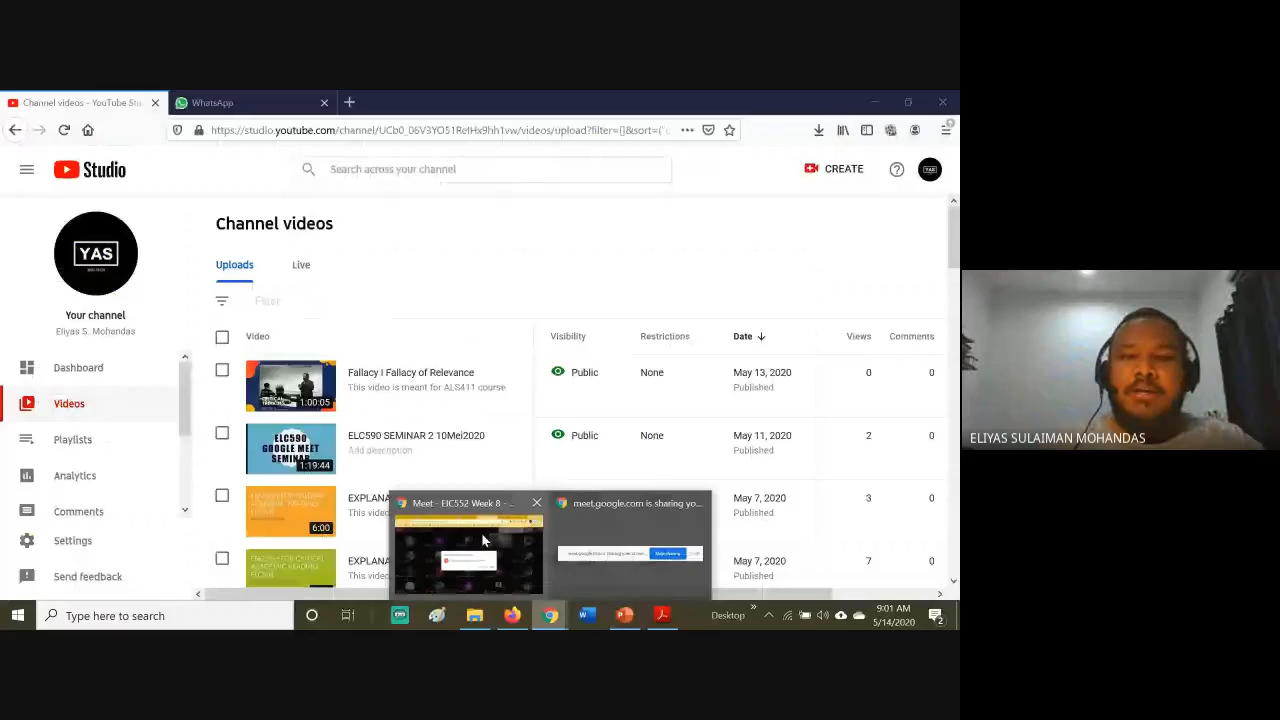 Channel videos - YouTube Stu
WhatsApp
https://studio.youtube.com/channel/UCb0_06V3YO51RetHx9hh1vw/videos/upload?filter=[]&sort={"c
Studio
Search across your channel
CREATE
YAS
Your channel
Eliyas S. Mohandas
Dashboard
Videos
Playlists
Analytics
Comments
Settings
Send feedback
Channel videos
Uploads
Live
Filter
Video
Visibility
Restrictions
Date
Views
Comments
1:00:05
Fallacy I Fallacy of Relevance
This video is meant for ALS411 course
Public
None
May 13, 2020
Published
0
0
ELC590
GOOGLE MEET
SEMINAR
1:19:44
ELC590 SEMINAR 2 10Mei2020
Add description
Public
None
May 11, 2020
Published
2
0
6:00
EXPLANA
This vide
May 7, 2020
Published
3
0
EXPLANA
This vide
May 7, 2020
Published
7
0
Meet - EIC552 Week 8 - ...
meet.google.com is sharing yo...
Type here to search
Desktop
9:01 AM
5/14/2020
2
ELIYAS SULAIMAN MOHANDAS